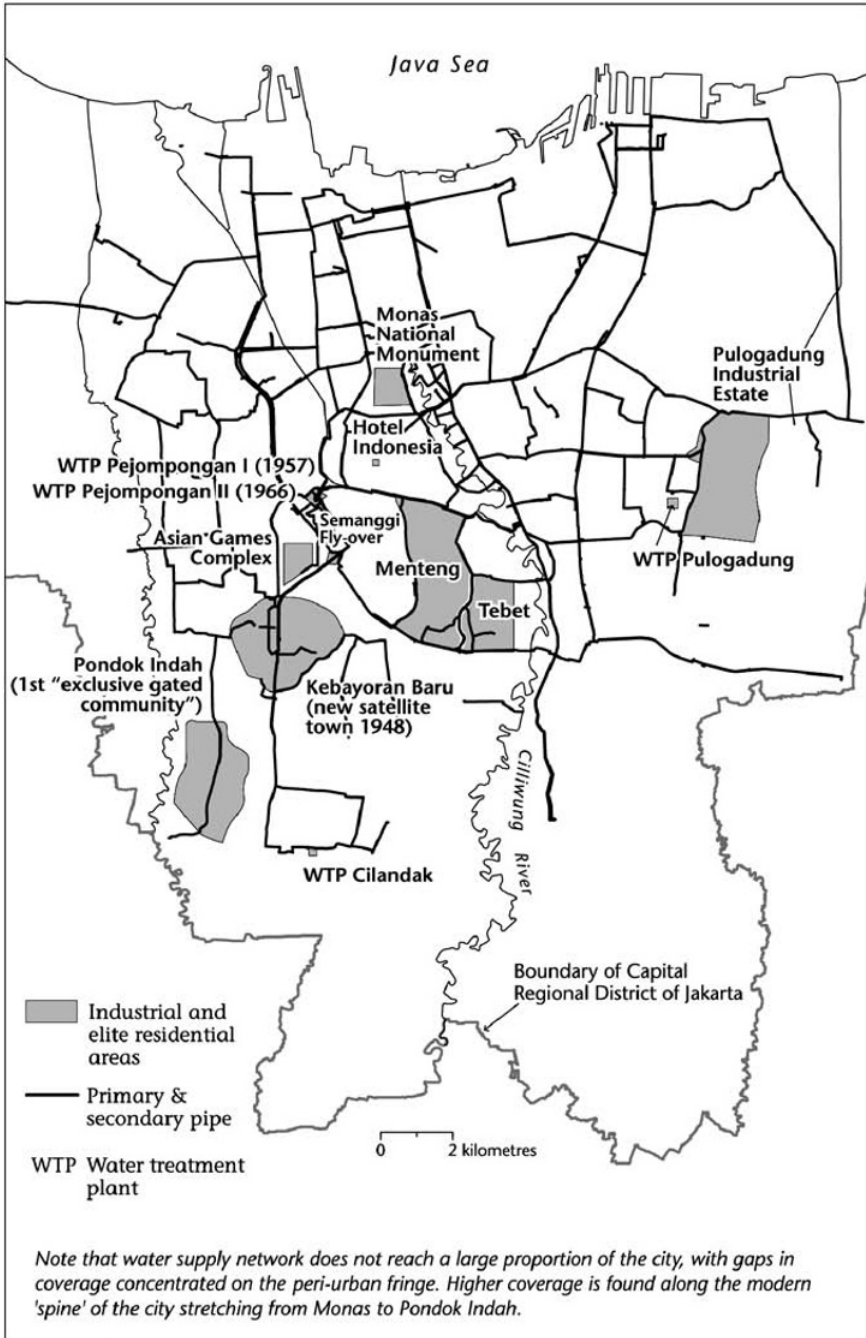 Java Sea
Monas
National
Monument
Pulogadung
Industrial
Estate
Hotel
Indonesia
WTP Pejompongan I (1957)
WTP Pejompongan II (1966)
Semanggi
Fly-over
Asian Games
Complex
WTP Pulogadung
Menteng
Tebet
Pondok Indah
(1st “exclusive gated
community”)
Kebayoran Baru
(new satellite
town 1948)
Cilliwung River
WTP Cilandak
Boundary of Capital
Regional District of Jakarta
Industrial and
elite residential
areas
Primary &
secondary pipe
WTP Water treatment
plant
0 2 kilometres
Note that water supply network does not reach a large proportion of the city, with gaps in
coverage concentrated on the peri-urban fringe. Higher coverage is found along the modern
'spine' of the city stretching from Monas to Pondok Indah.